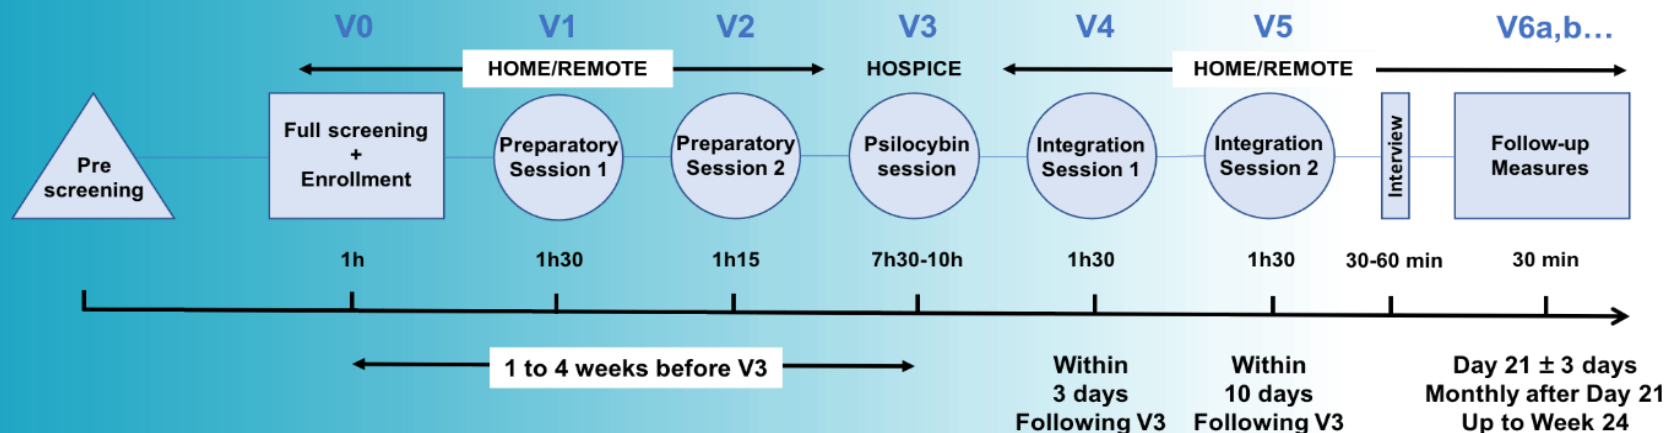 V0 V1 V2 V3 V4 V5 V6a,b...
HOME/REMOTE HOSPICE HOME/REMOTE
Pre
screening
Full screening
+
Enrollment
Preparatory
Session 1
Preparatory
Session 2
Psilocybin
session
Integration
Session 1
Integration
Session 2
Interview
Follow-up
Measures
1h 1h30 1h15 7h30-10h 1h30 1h30 30-60 min 30 min
1 to 4 weeks before V3
Within
3 days
Following V3
Within
10 days
Following V3
Day 21 ± 3 days
Monthly after Day 21
Up to Week 24